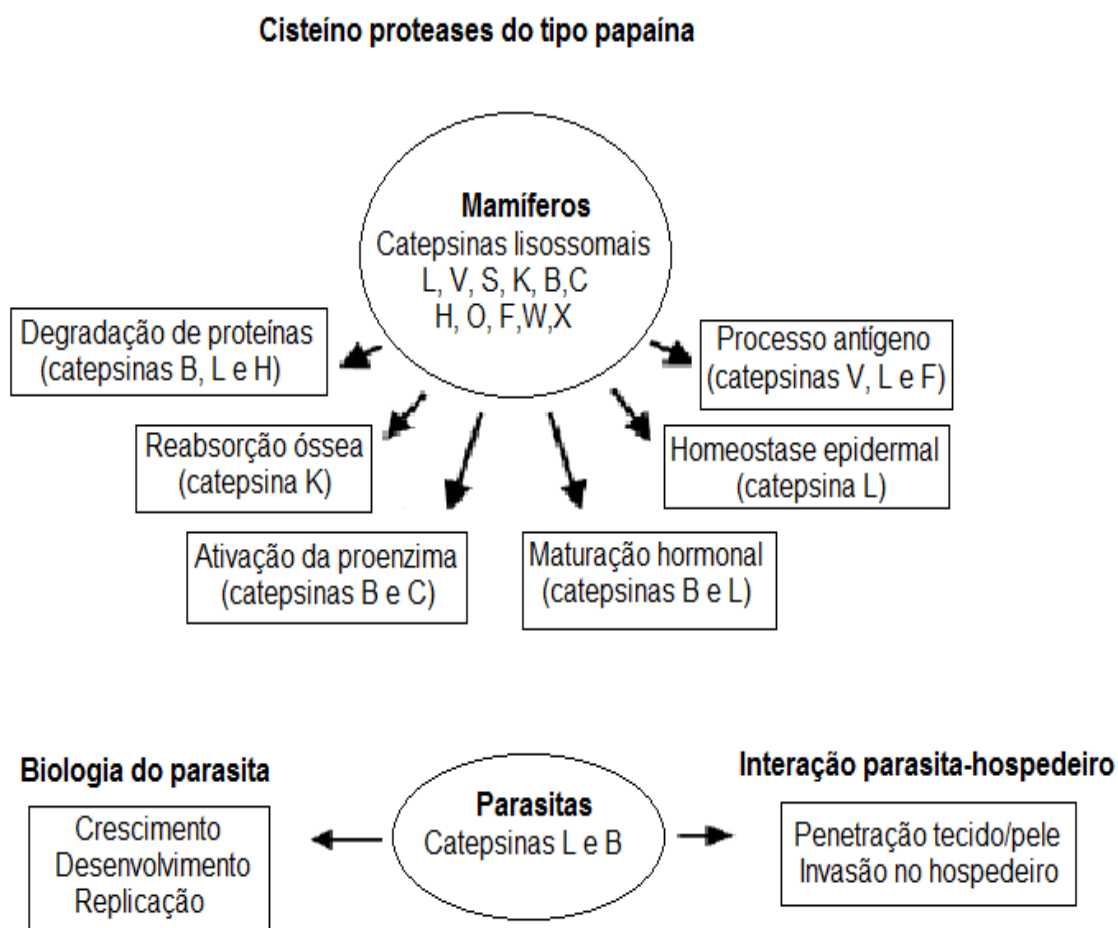 Cisteíno proteases do tipo papaína
Mamíferos
Catepsinas lisossomais
L, V, S, K, B,C
H, O, F,W,X
Degradação de proteínas
(catepsinas B, L e H)
Processo antígeno
(catepsinas V, L e F)
Reabsorção óssea
(catepsina K)
Homeostase epidermal
(catepsina L)
Ativação da proenzima
(catepsinas B e C)
Maturação hormonal
(catepsinas B e L)
Biologia do parasita
Crescimento
Desenvolvimento
Replicação
Parasitas
Catepsinas L e B
Interação parasita-hospedeiro
Penetração tecido/pele
Invasão no hospedeiro